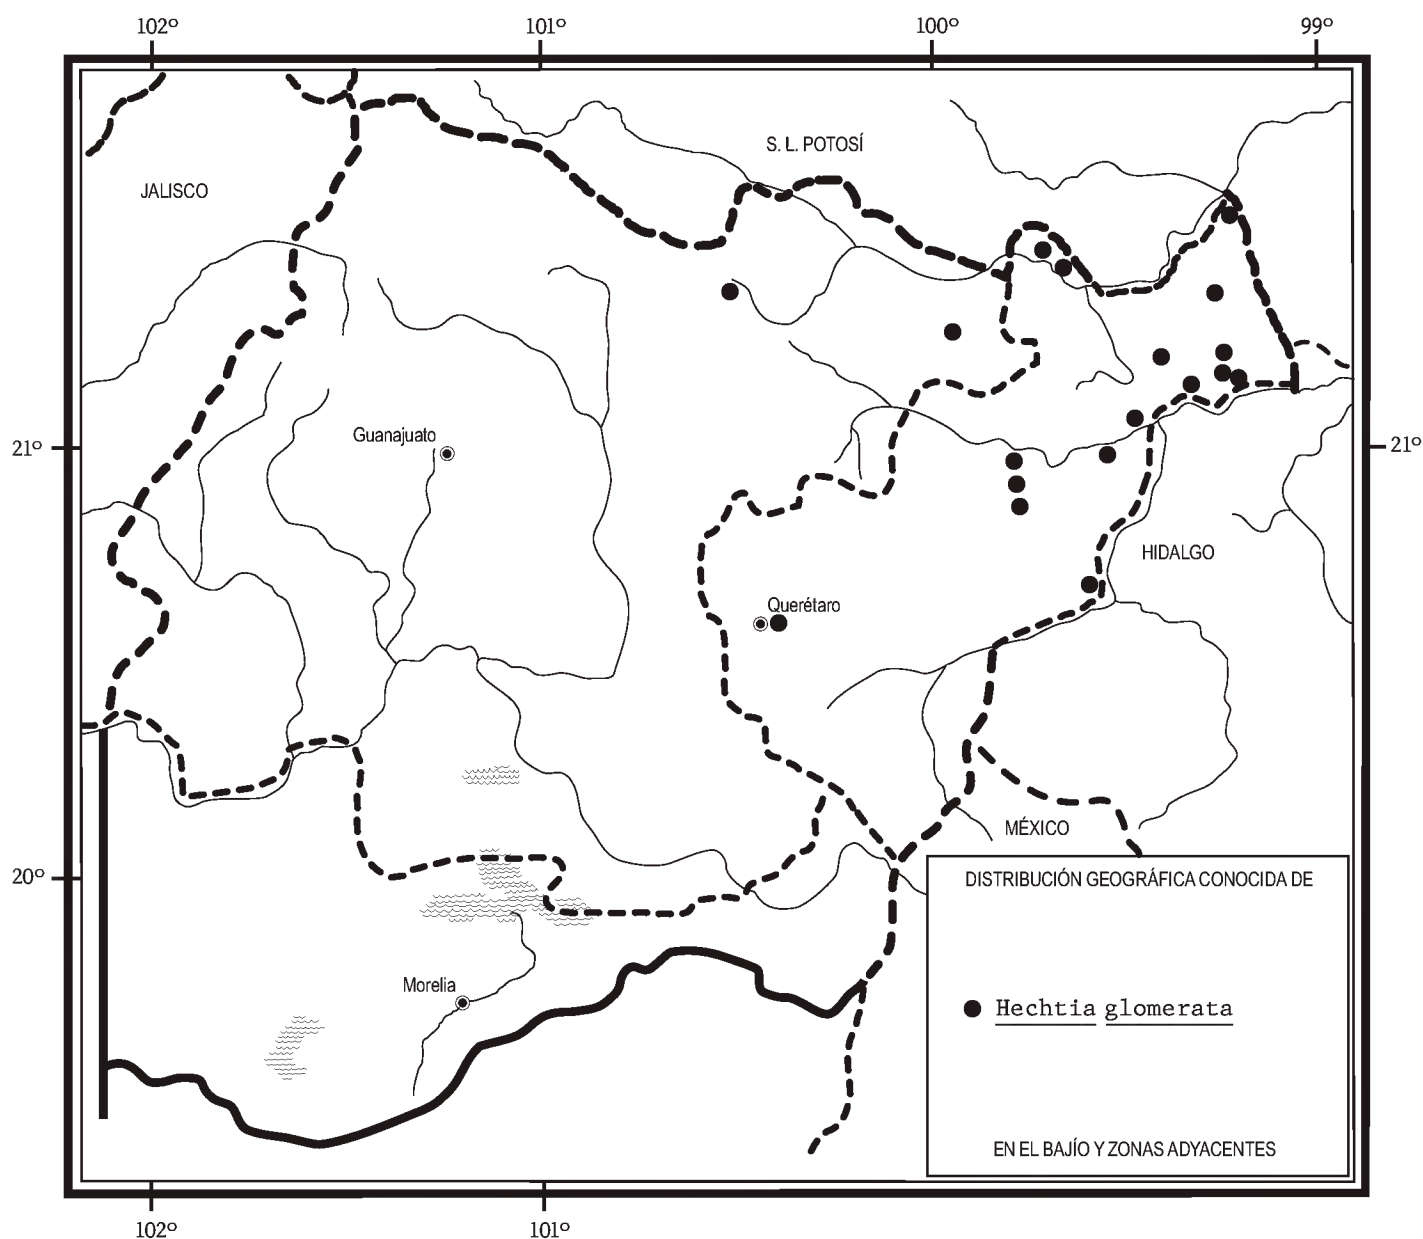 102º 101º 100º 99º
S. L. POTOSÍ
JALISCO
Guanajuato
21º 21º
HIDALGO
Querétaro
MÉXICO
20º
DISTRIBUCIÓN GEOGRÁFICA CONOCIDA DE
Morelia
Hechtia glomerata
EN EL BAJÍO Y ZONAS ADYACENTES
102º 101º